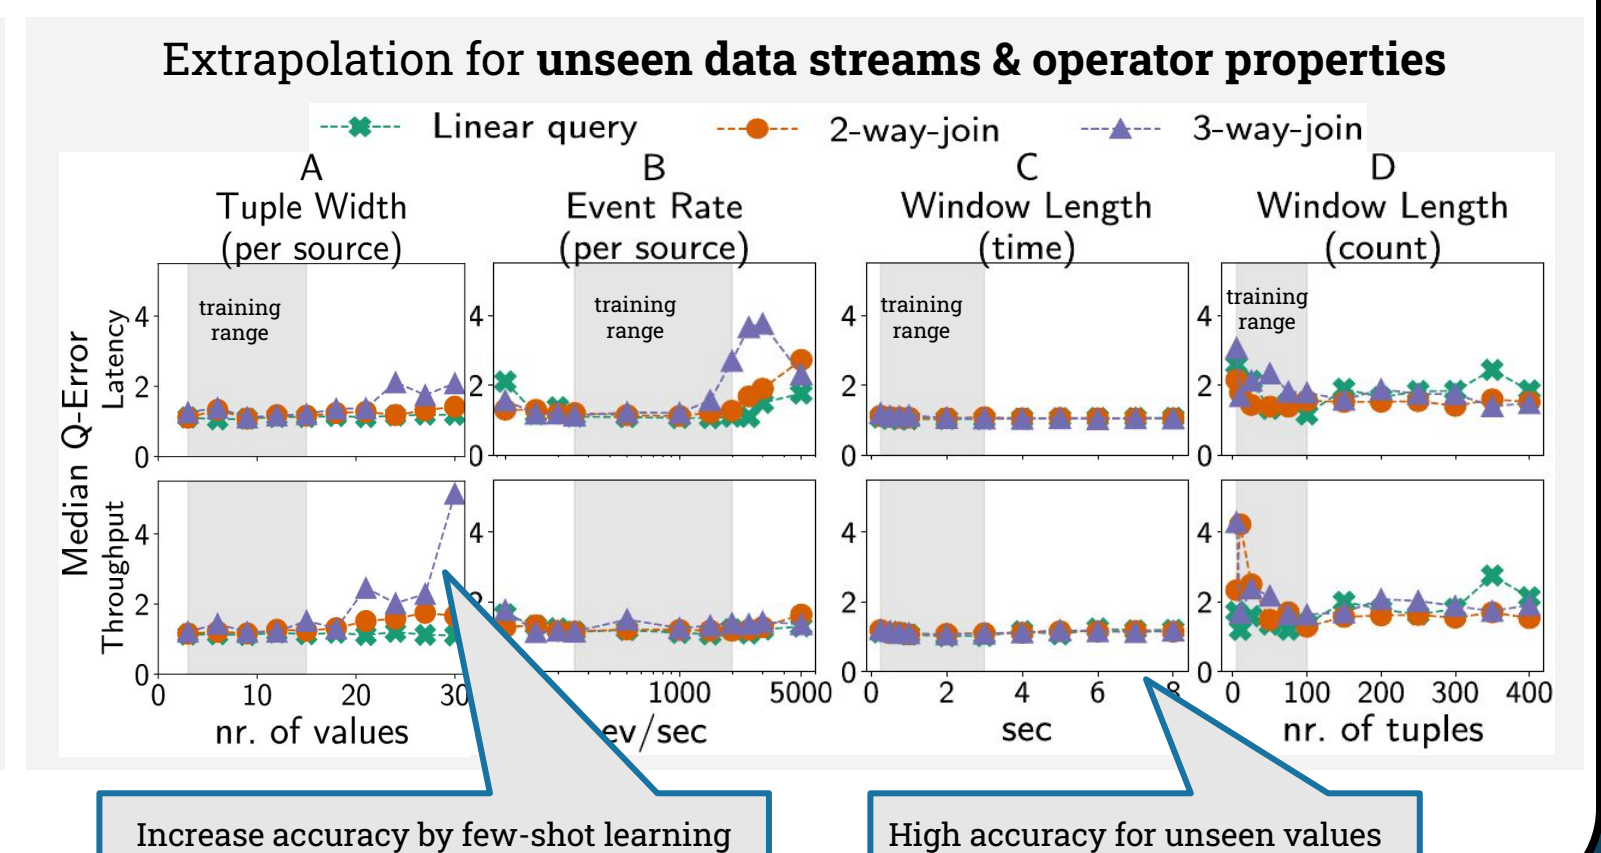 Extrapolation for unseen data streams & operator properties
Linear query 2-way-join 3-way-join
A
Tuple Width
(per source)
B
Event Rate
(per source)
C
Window Length
(time)
D
Window Length
(count)
Median Q-Error
Latency
4
2
0
training
range
4
2
0
training
range
4
2
0
training
range
4
2
0
training
range
Throughput
4
2
0
4
2
4
2
0
4
2
0
0 10 20 30
nr. of values
1000 5000
ev/sec
0 2 4 6 8
sec
0 100 200 300 400
nr. of tuples
Increase accuracy by few-shot learning
High accuracy for unseen values